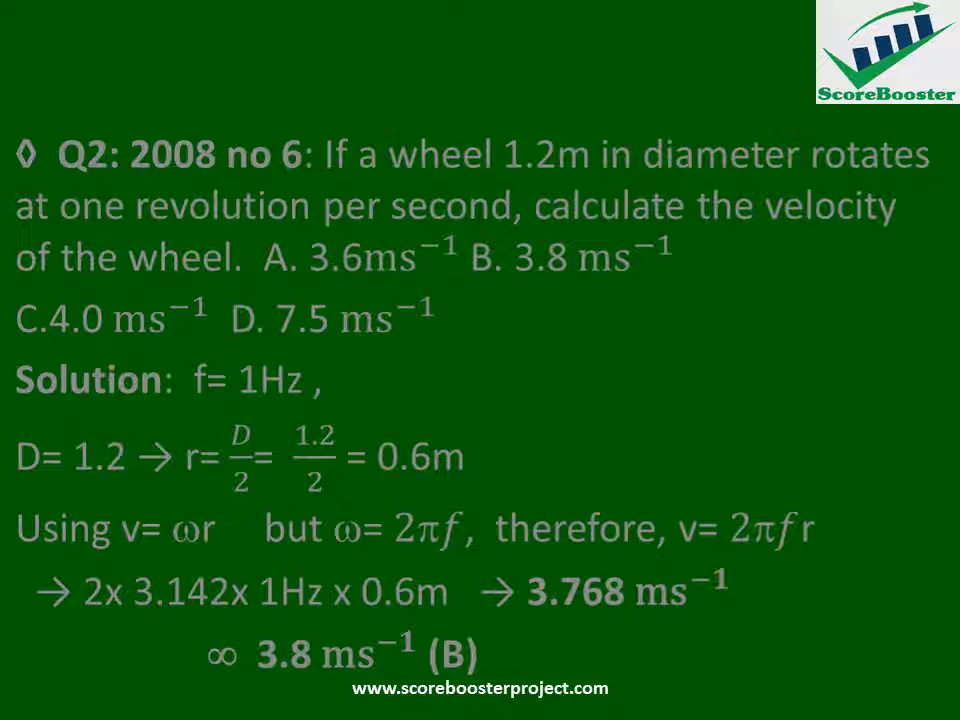 ScoreBooster
◊ Q2: 2008 no 6: If a wheel 1.2m in diameter rotates
at one revolution per second, calculate the velocity
of the wheel. A. 3.6ms⁻¹ B. 3.8 ms⁻¹
C.4.0 ms⁻¹ D. 7.5 ms⁻¹
Solution: f= 1Hz ,
D= 1.2 → r= D/2= 1.2/2 = 0.6m
Using v= ωr but ω= 2πf, therefore, v= 2πfr
→ 2x 3.142x 1Hz x 0.6m → 3.768 ms⁻¹
∞ 3.8 ms⁻¹ (B)
www.scoreboosterproject.com